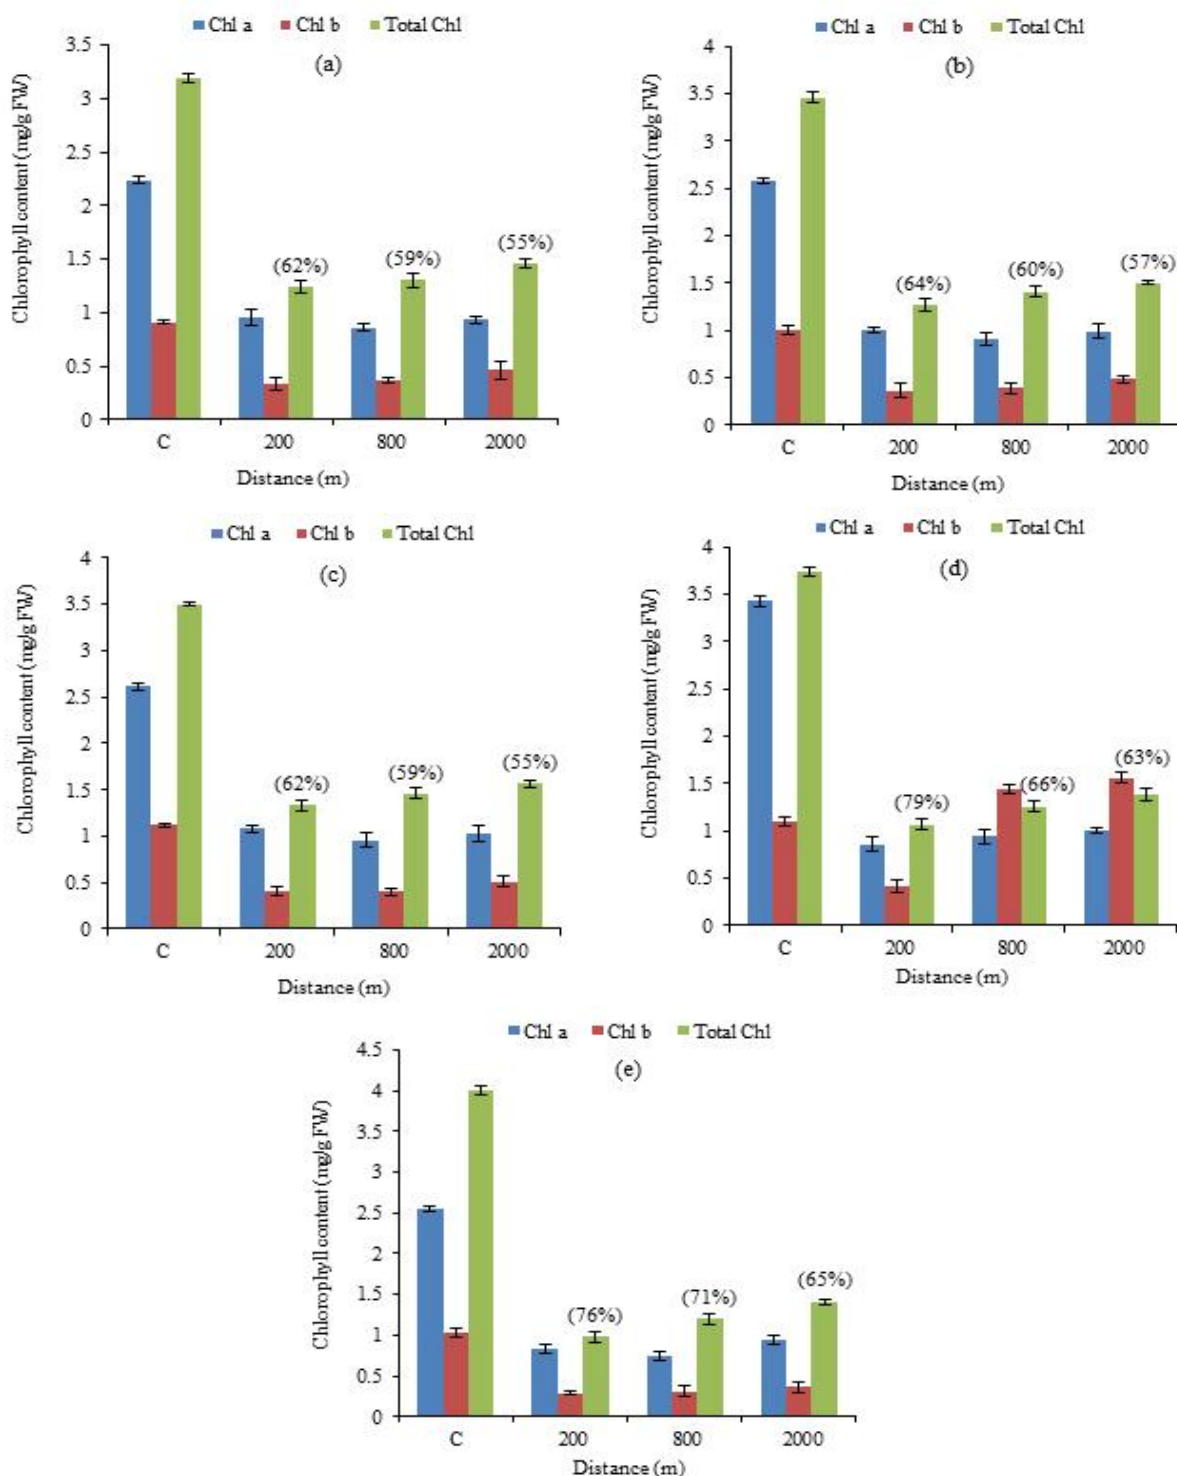 Chl a Chl b Total Chl
(a)
Chlorophyll content (mg/g FW)
3.5
3
2.5
2
1.5
1
0.5
0
(62%) (59%) (55%)
C 200 800 2000
Distance (m)
Chl a Chl b Total Chl
(b)
Chlorophyll content (mg/g FW)
4
3.5
3
2.5
2
1.5
1
0.5
0
(64%) (60%) (57%)
C 200 800 2000
Distance (m)
Chl a Chl b Total Chl
(c)
Chlorophyll content (mg/g FW)
4
3.5
3
2.5
2
1.5
1
0.5
0
(62%) (59%) (55%)
C 200 800 2000
Distance (m)
Chl a Chl b Total Chl
(d)
Chlorophyll content (mg/g FW)
4
3.5
3
2.5
2
1.5
1
0.5
0
(79%) (66%) (63%)
C 200 800 2000
Distance (m)
Chl a Chl b Total Chl
(e)
Chlorophyll content (mg/g FW)
4.5
4
3.5
3
2.5
2
1.5
1
0.5
0
(76%) (71%) (65%)
C 200 800 2000
Distance (m)